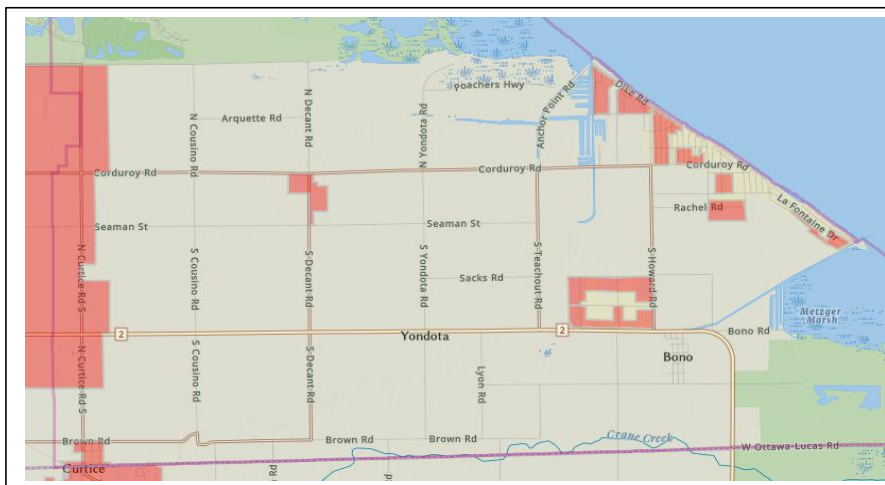 Poachers Hwy
Dike Rd
Anchor Point Rd
N Cousino Rd
Arquette Rd
N Decant Rd
N Yondota Rd
Corduroy Rd
Corduroy Rd
Corduroy Rd
Rachel Rd
La Fontaine Dr
Seaman St
Seaman St
N Curtice Rd S
S Cousino Rd
S Decant Rd
S Yondota Rd
Sacks Rd
S Teachout Rd
S Howard Rd
Metzger
Marsh
2
2
Yondota
Bono Rd
Bono
N Curtice Rd S
S Cousino Rd
S Decant Rd
Lyon Rd
Brown Rd
Brown Rd
Brown Rd
Crane Creek
W Ottawa-Lucas Rd
Curtice